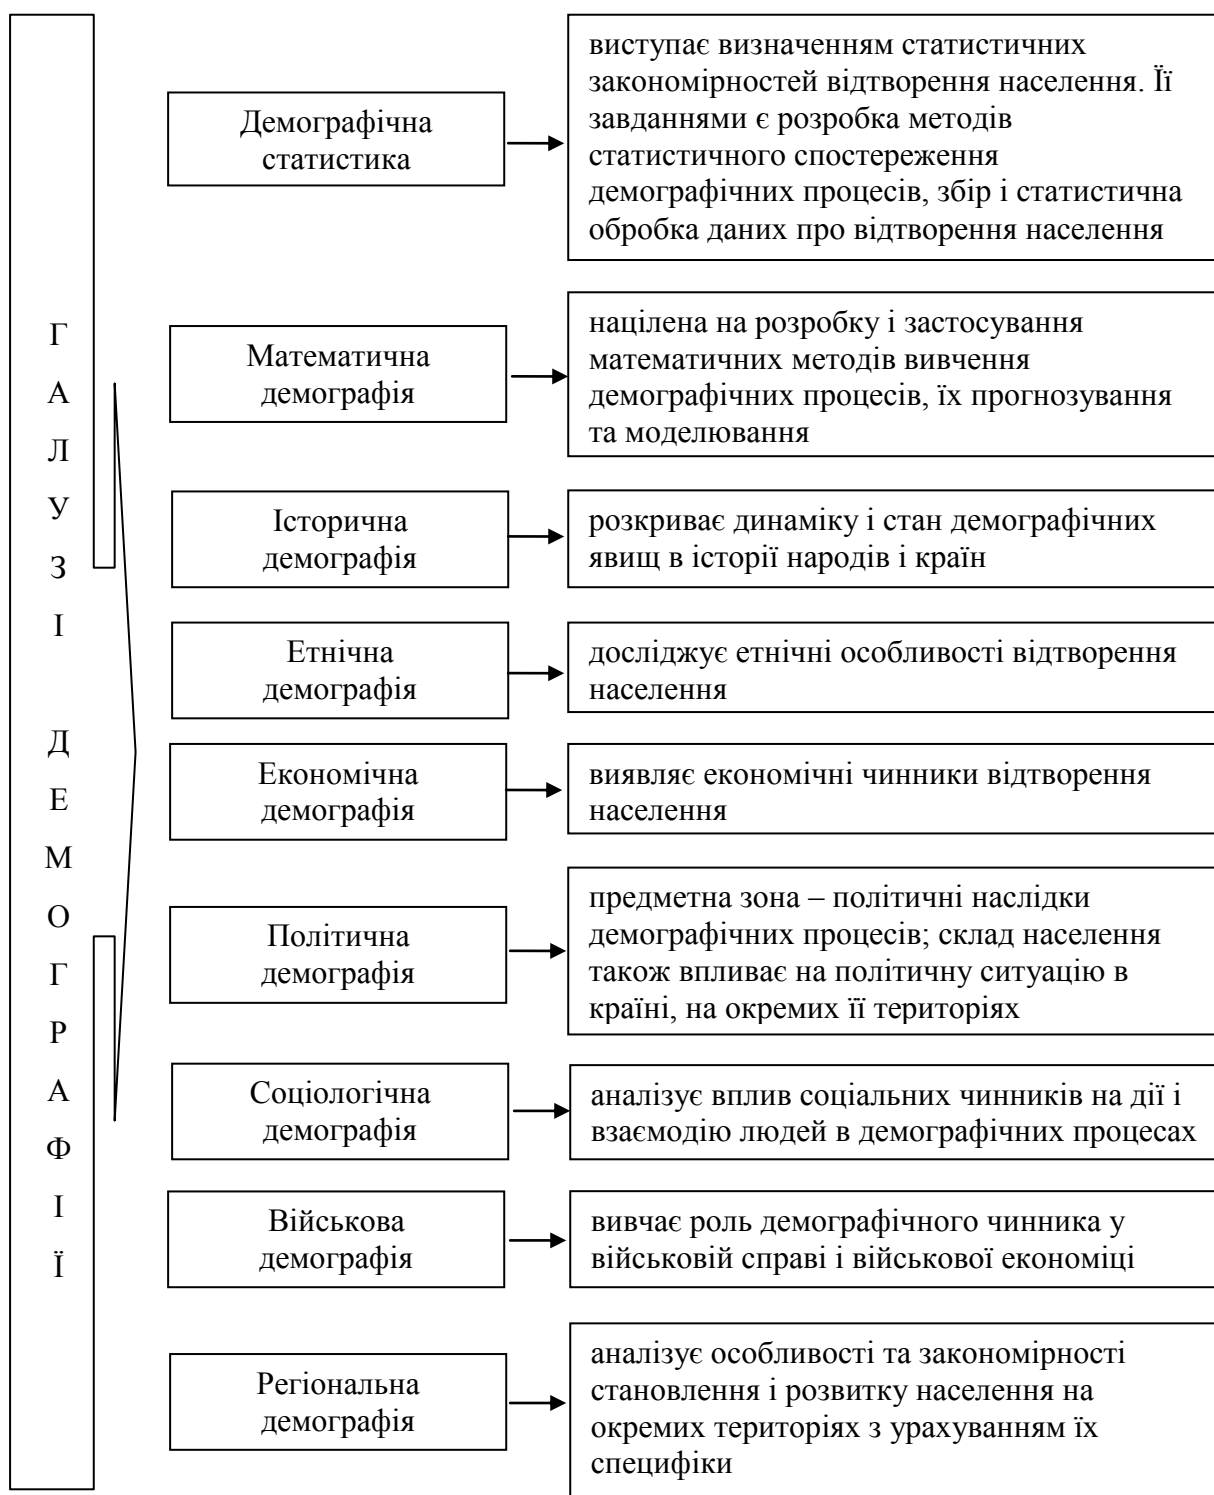 ГАЛУЗІ ДЕМОГРАФІЇ
Демографічна
статистика
виступає визначенням статистичних
закономірностей відтворення населення. Її
завданнями є розробка методів
статистичного спостереження
демографічних процесів, збір і статистична
обробка даних про відтворення населення
Математична
демографія
націлена на розробку і застосування
математичних методів вивчення
демографічних процесів, їх прогнозування
та моделювання
Історична
демографія
розкриває динаміку і стан демографічних
явищ в історії народів і країн
Етнічна
демографія
досліджує етнічні особливості відтворення
населення
Економічна
демографія
виявляє економічні чинники відтворення
населення
Політична
демографія
предметна зона – політичні наслідки
демографічних процесів; склад населення
також впливає на політичну ситуацію в
країні, на окремих її територіях
Соціологічна
демографія
аналізує вплив соціальних чинників на дії і
взаємодію людей в демографічних процесах
Військова
демографія
вивчає роль демографічного чинника у
військовій справі і військової економіці
Регіональна
демографія
аналізує особливості та закономірності
становлення і розвитку населення на
окремих територіях з урахуванням їх
специфіки